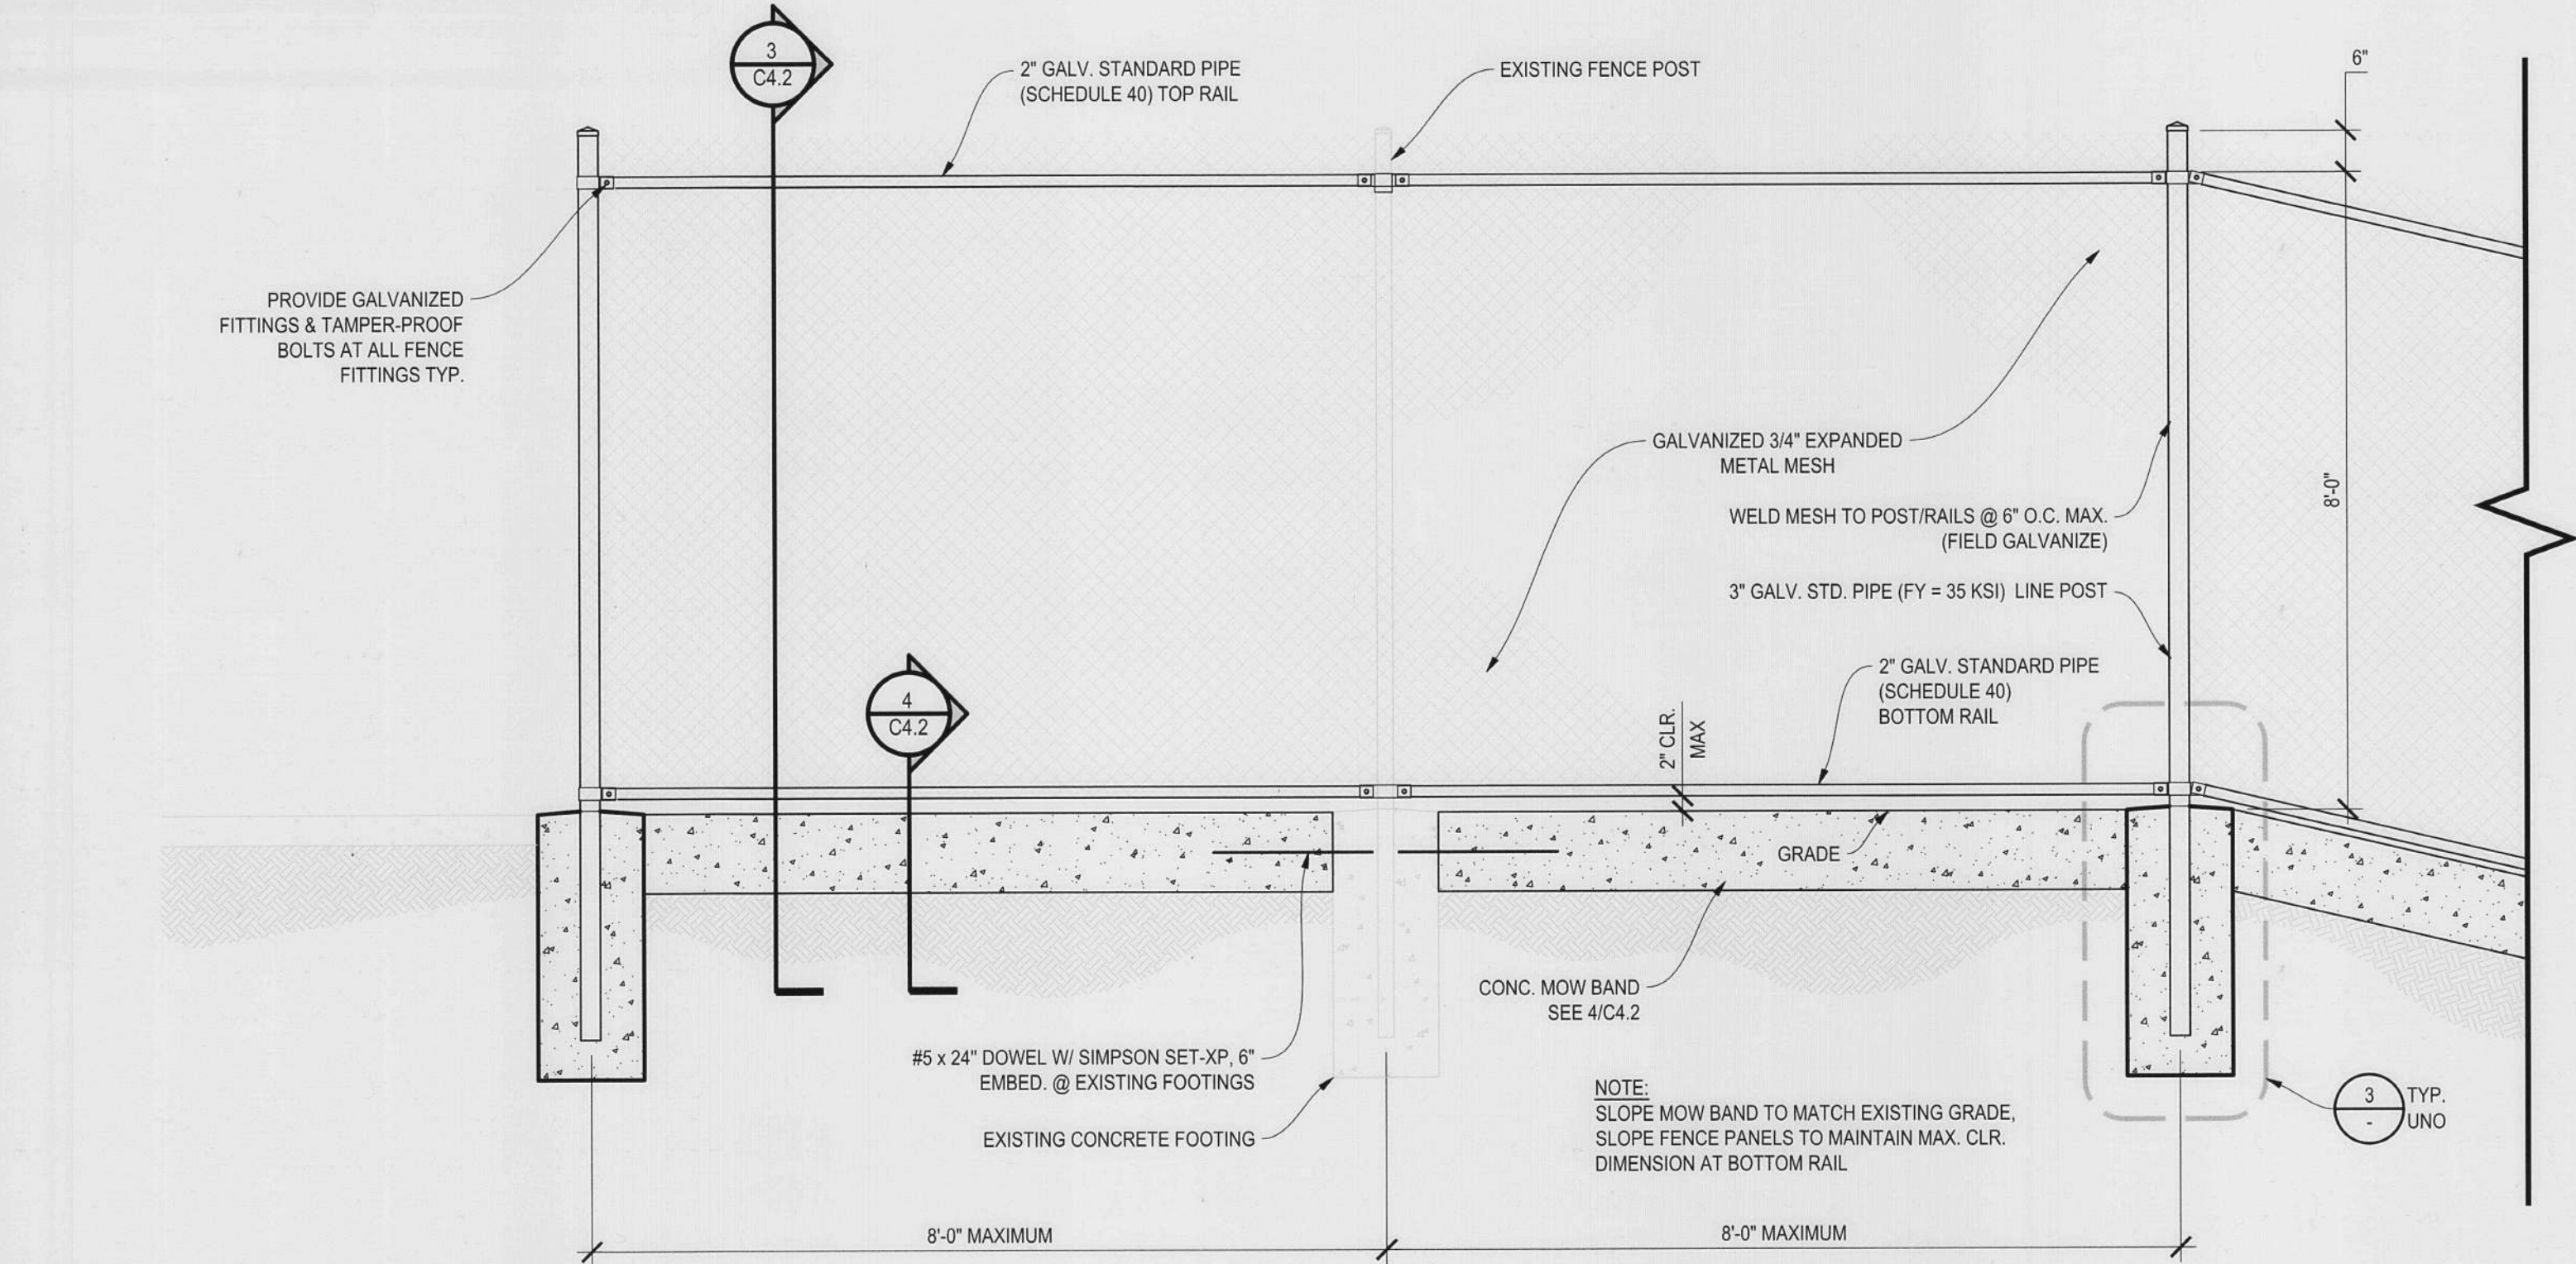 3
C4.2
2" GALV. STANDARD PIPE
(SCHEDULE 40) TOP RAIL
EXISTING FENCE POST
6"
PROVIDE GALVANIZED
FITTINGS & TAMPER-PROOF
BOLTS AT ALL FENCE
FITTINGS TYP.
GALVANIZED 3/4" EXPANDED
METAL MESH
WELD MESH TO POST/RAILS @ 6" O.C. MAX.
(FIELD GALVANIZE)
8'-0"
3" GALV. STD. PIPE (FY = 35 KSI) LINE POST
2" GALV. STANDARD PIPE
(SCHEDULE 40)
BOTTOM RAIL
4
C4.2
2" CLR.
MAX
GRADE
CONC. MOW BAND
SEE 4/C4.2
#5 x 24" DOWEL W/ SIMPSON SET-XP, 6"
EMBED. @ EXISTING FOOTINGS
EXISTING CONCRETE FOOTING
NOTE:
SLOPE MOW BAND TO MATCH EXISTING GRADE,
SLOPE FENCE PANELS TO MAINTAIN MAX. CLR.
DIMENSION AT BOTTOM RAIL
3
-
TYP.
UNO
8'-0" MAXIMUM
8'-0" MAXIMUM